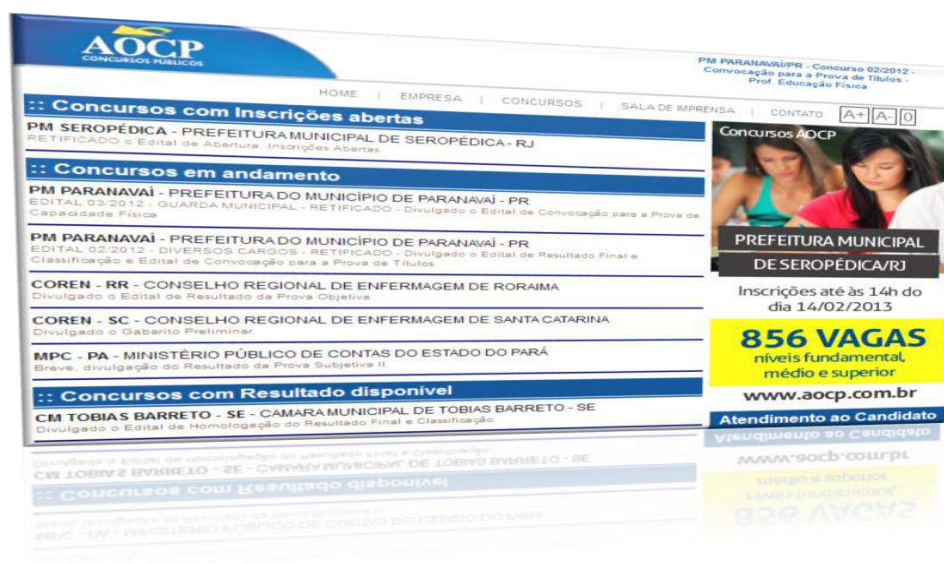 AOCP
CONCURSOS PÚBLICOS
PM PARANAVAÍ/PR - Concurso 02/2012 -
Convocação para a Prova de Títulos -
Prof. Educação Física
HOME | EMPRESA | CONCURSOS | SALA DE IMPRENSA | CONTATO A+ A- 0
:: Concursos com Inscrições abertas
PM SEROPÉDICA - PREFEITURA MUNICIPAL DE SEROPÉDICA - RJ
RETIFICADO o Edital de Abertura. Inscrições Abertas
:: Concursos em andamento
PM PARANAVAÍ - PREFEITURA DO MUNICÍPIO DE PARANAVAÍ - PR
EDITAL 03/2012 - GUARDA MUNICIPAL - RETIFICADO - Divulgado o Edital de Convocação para a Prova de
Capacidade Física
PM PARANAVAÍ - PREFEITURA DO MUNICÍPIO DE PARANAVAÍ - PR
EDITAL 02/2012 - DIVERSOS CARGOS - RETIFICADO - Divulgado o Edital de Resultado Final e
Classificação e Edital de Convocação para a Prova de Títulos
COREN - RR - CONSELHO REGIONAL DE ENFERMAGEM DE RORAIMA
Divulgado o Edital de Resultado da Prova Objetiva
COREN - SC - CONSELHO REGIONAL DE ENFERMAGEM DE SANTA CATARINA
Divulgado o Gabarito Preliminar
MPC - PA - MINISTÉRIO PÚBLICO DE CONTAS DO ESTADO DO PARÁ
Breve, divulgação do Resultado da Prova Subjetiva II.
:: Concursos com Resultado disponivel
CM TOBIAS BARRETO - SE - CAMARA MUNICIPAL DE TOBIAS BARRETO - SE
Divulgado o Edital de Homologação do Resultado Final e Classificação.
Concursos AOCP
PREFEITURA MUNICIPAL
DE SEROPÉDICA/RJ
Inscrições até às 14h do
dia 14/02/2013
856 VAGAS
níveis fundamental,
médio e superior
www.aocp.com.br
Atendimento ao Candidato